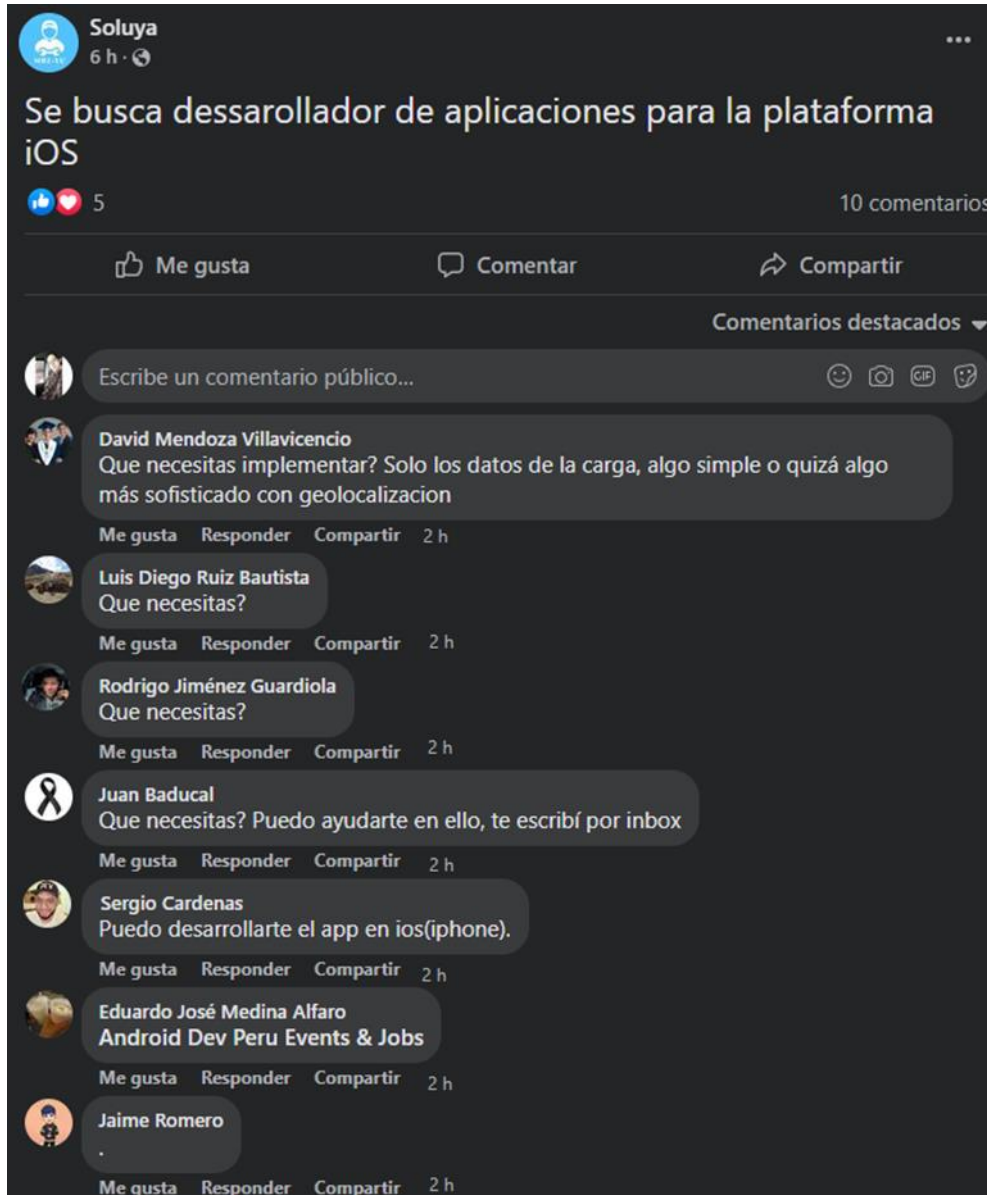 Soluya
6 h
Se busca dessarollador de aplicaciones para la plataforma
iOS
5 10 comentarios
Me gusta Comentar Compartir
Comentarios destacados
Escribe un comentario público... GIF
David Mendoza Villavicencio
Que necesitas implementar? Solo los datos de la carga, algo simple o quizá algo
más sofisticado con geolocalizacion
Me gusta Responder Compartir 2 h
Luis Diego Ruiz Bautista
Que necesitas?
Me gusta Responder Compartir 2 h
Rodrigo Jiménez Guardiola
Que necesitas?
Me gusta Responder Compartir 2 h
Juan Baducal
Que necesitas? Puedo ayudarte en ello, te escribí por inbox
Me gusta Responder Compartir 2 h
Sergio Cardenas
Puedo desarrollarte el app en ios(iphone).
Me gusta Responder Compartir 2 h
Eduardo José Medina Alfaro
Android Dev Peru Events & Jobs
Me gusta Responder Compartir 2 h
Jaime Romero
.
Me gusta Responder Compartir 2 h